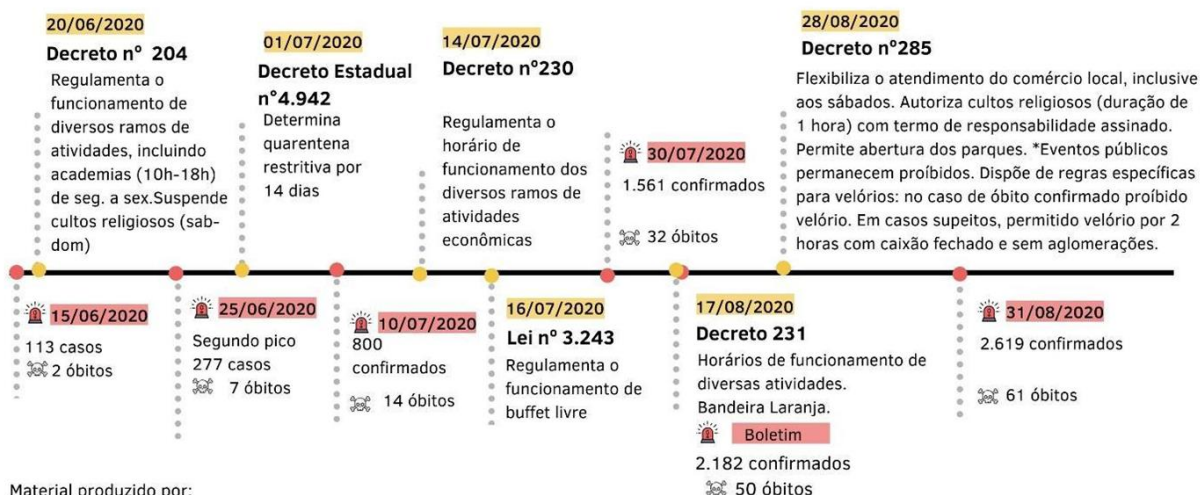 20/06/2020
Decreto nº 204
Regulamenta o
funcionamento de
diversos ramos de
atividades, incluindo
academias (10h-18h)
de seg. a sex.Suspende
cultos religiosos (sab-
dom)
01/07/2020
Decreto Estadual
n°4.942
Determina
quarentena
restritiva por
14 dias
14/07/2020
Decreto nº230
Regulamenta o
horário de
funcionamento dos
diversos ramos de
atividades
econômicas
30/07/2020
1.561 confirmados
32 óbitos
28/08/2020
Decreto nº285
Flexibiliza o atendimento do comércio local, inclusive
aos sábados. Autoriza cultos religiosos (duração de
1 hora) com termo de responsabilidade assinado.
Permite abertura dos parques. *Eventos públicos
permanecem proíbidos. Dispõe de regras específicas
para velórios: no caso de óbito confirmado proíbido
velório. Em casos supeitos, permitido velório por 2
horas com caixão fechado e sem aglomerações.
15/06/2020
113 casos
2 óbitos
25/06/2020
Segundo pico
277 casos
7 óbitos
10/07/2020
800
confirmados
14 óbitos
16/07/2020
Lei nº 3.243
Regulamenta o
funcionamento de
buffet livre
17/08/2020
Decreto 231
Horários de funcionamento de
diversas atividades.
Bandeira Laranja.
Boletim
2.182 confirmados
50 óbitos
31/08/2020
2.619 confirmados
61 óbitos
Material produzido por: